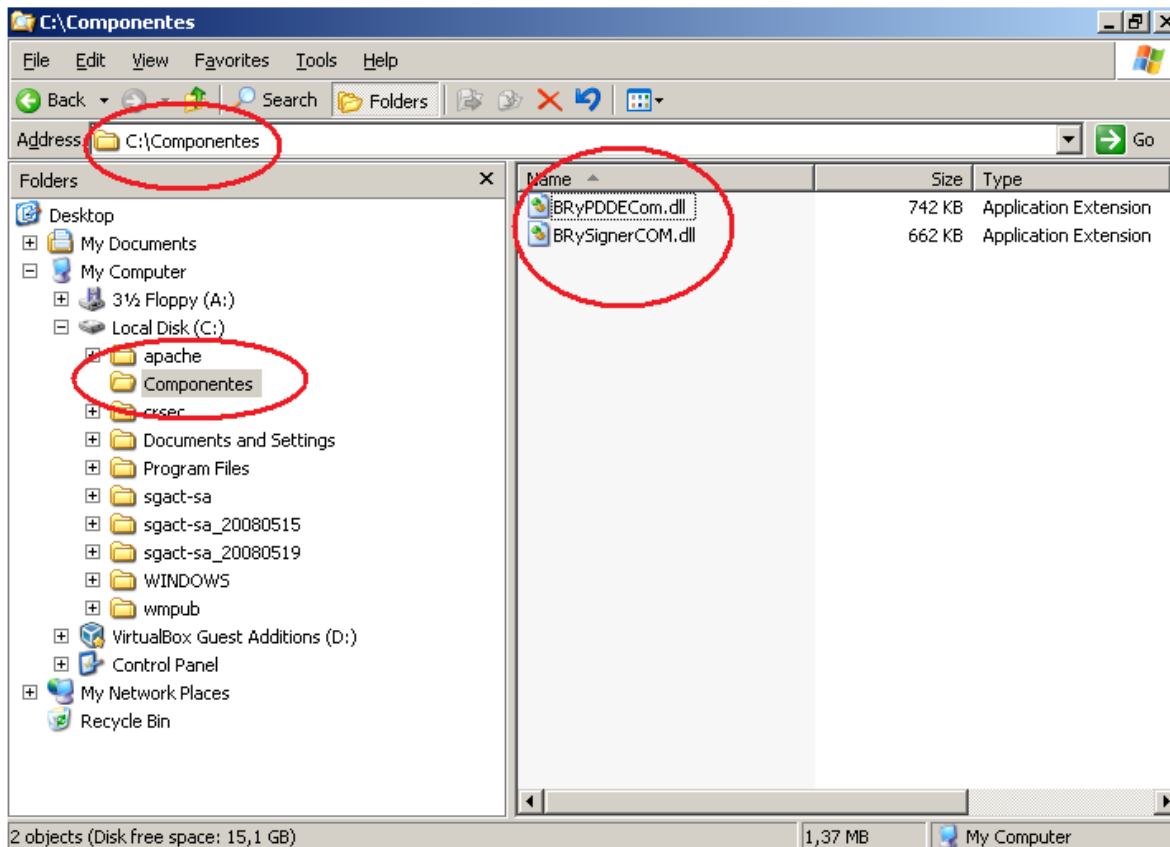 C:\Componentes
File Edit View Favorites Tools Help
Back Search Folders
Address C:\Componentes Go
Folders
Desktop
My Documents
My Computer
3½ Floppy (A:)
Local Disk (C:)
apache
Componentes
crsec
Documents and Settings
Program Files
sgact-sa
sgact-sa_20080515
sgact-sa_20080519
WINDOWS
wmpub
VirtualBox Guest Additions (D:)
Control Panel
My Network Places
Recycle Bin
Name Size Type
BRyPDDECom.dll 742 KB Application Extension
BRySignerCOM.dll 662 KB Application Extension
2 objects (Disk free space: 15,1 GB) 1,37 MB My Computer